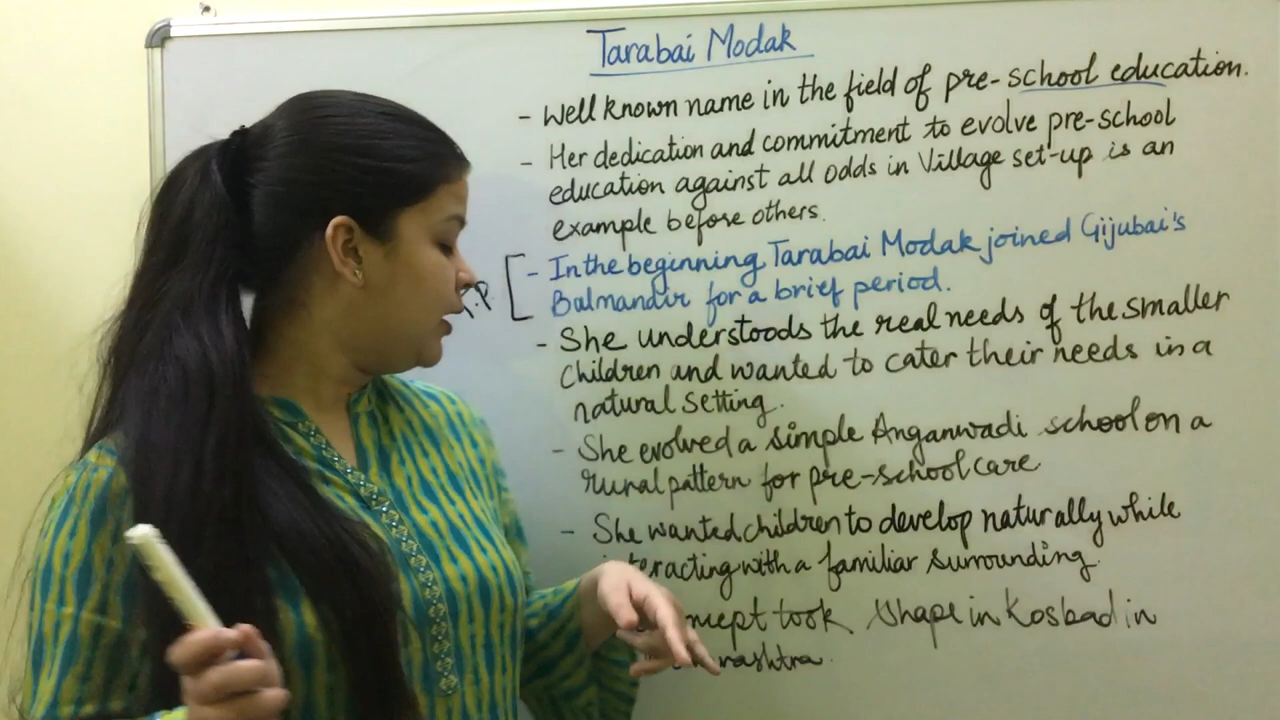 Tarabai Modak
- Well known name in the field of pre-school education.
- Her dedication and commitment to evolve pre-school
education against all odds in Village set-up is an
example before others.
- In the beginning Tarabai Modak joined Gijubai's
Balmandir for a brief period.
- She understoods the real needs of the smaller
children and wanted to cater their needs in a
natural setting.
- She evolved a simple Anganwadi school on a
rural pattern for pre-school care
- She wanted children to develop naturally while
teracting with a familiar surrounding.
ncept took shape in Kosbad in
rashtra.